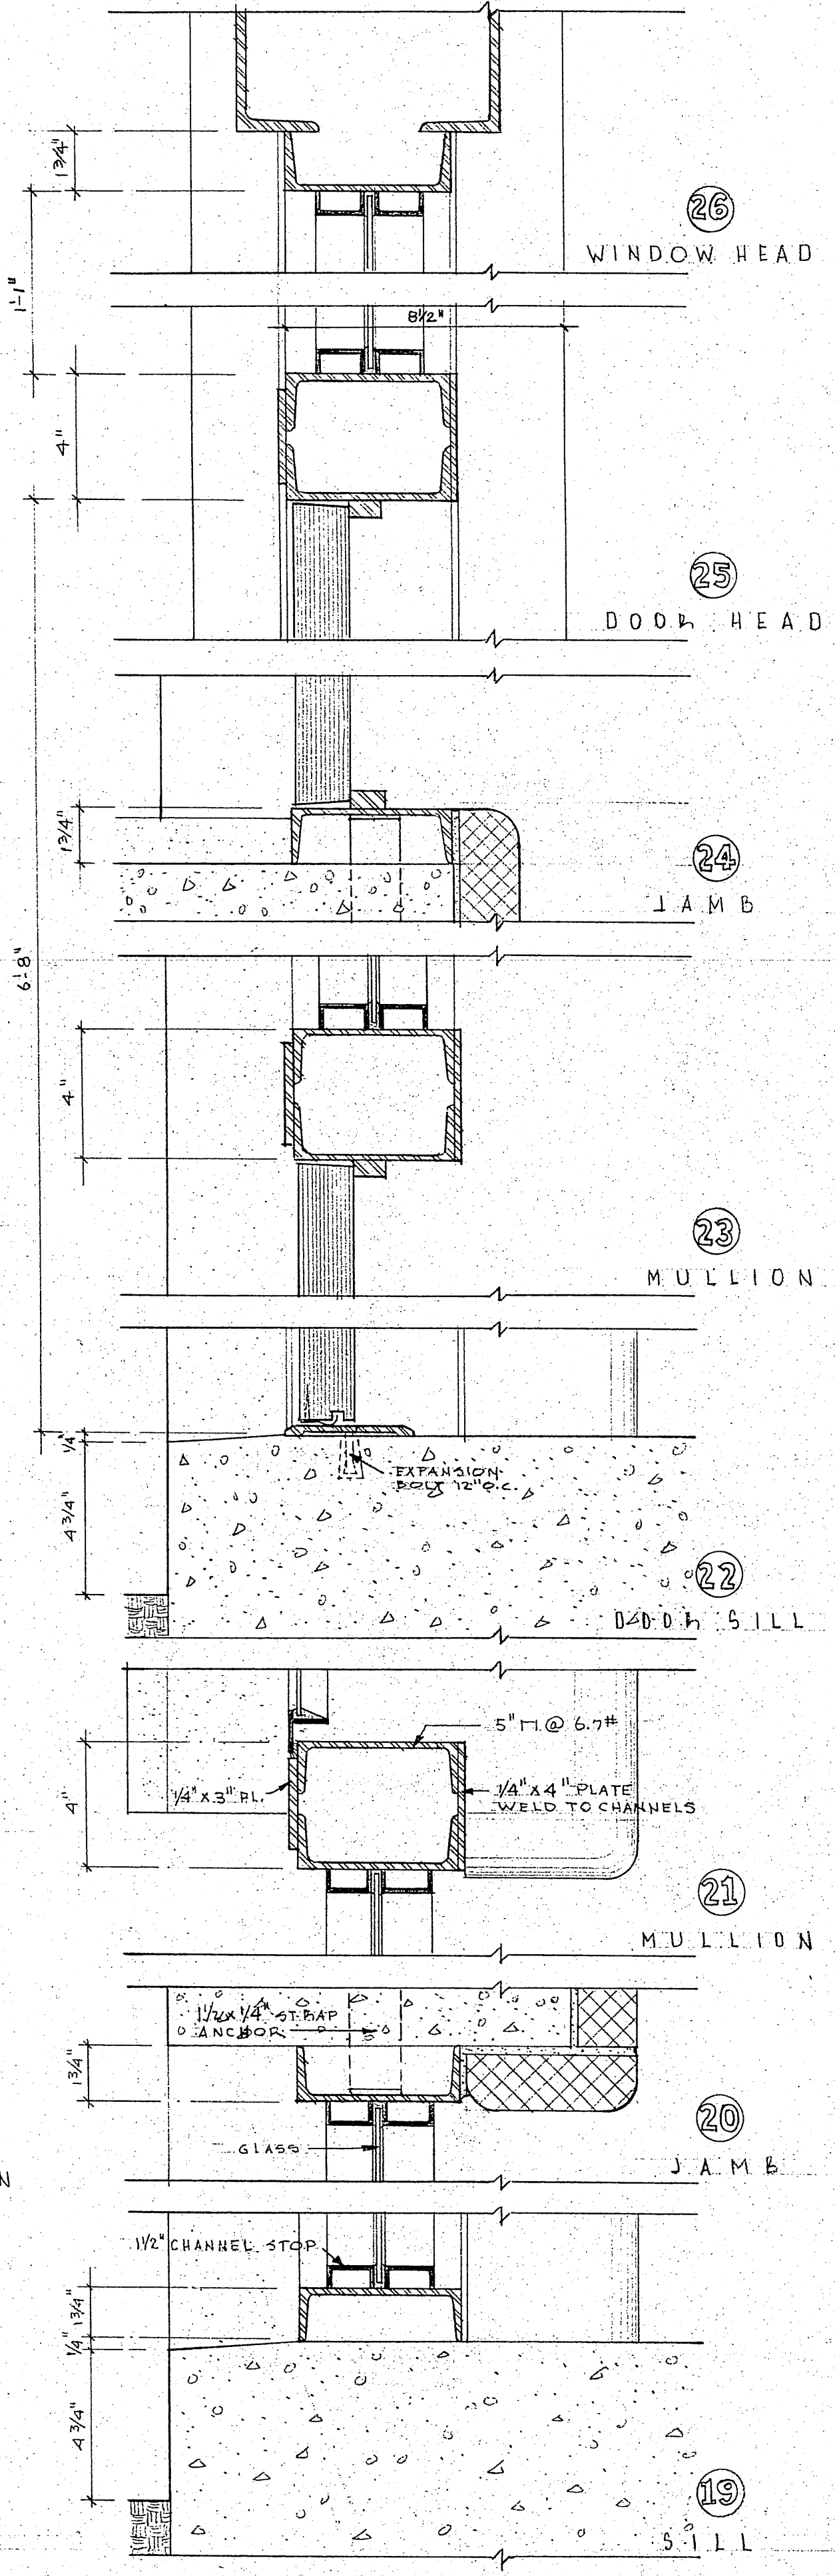 1 3/4"
26
WINDOW HEAD
1'-1"
8 1/2"
4"
25
DOOR HEAD
1 3/4"
24
JAMB
6'-8"
4"
23
MULLION
1/4"
EXPANSION
BOLT 12" O.C.
4 3/4"
22
DOOR SILL
5" @ 6.7#
1/4" X 3" PL.
1/4" X 4" PLATE
WELD TO CHANNELS
4"
21
MULLION
1 1/2 X 1/4" STRAP
ANCHOR
1 3/4"
20
JAMB
GLASS
N
1 1/2" CHANNEL STOP
1 3/4"
1/4"
4 3/4"
19
SILL